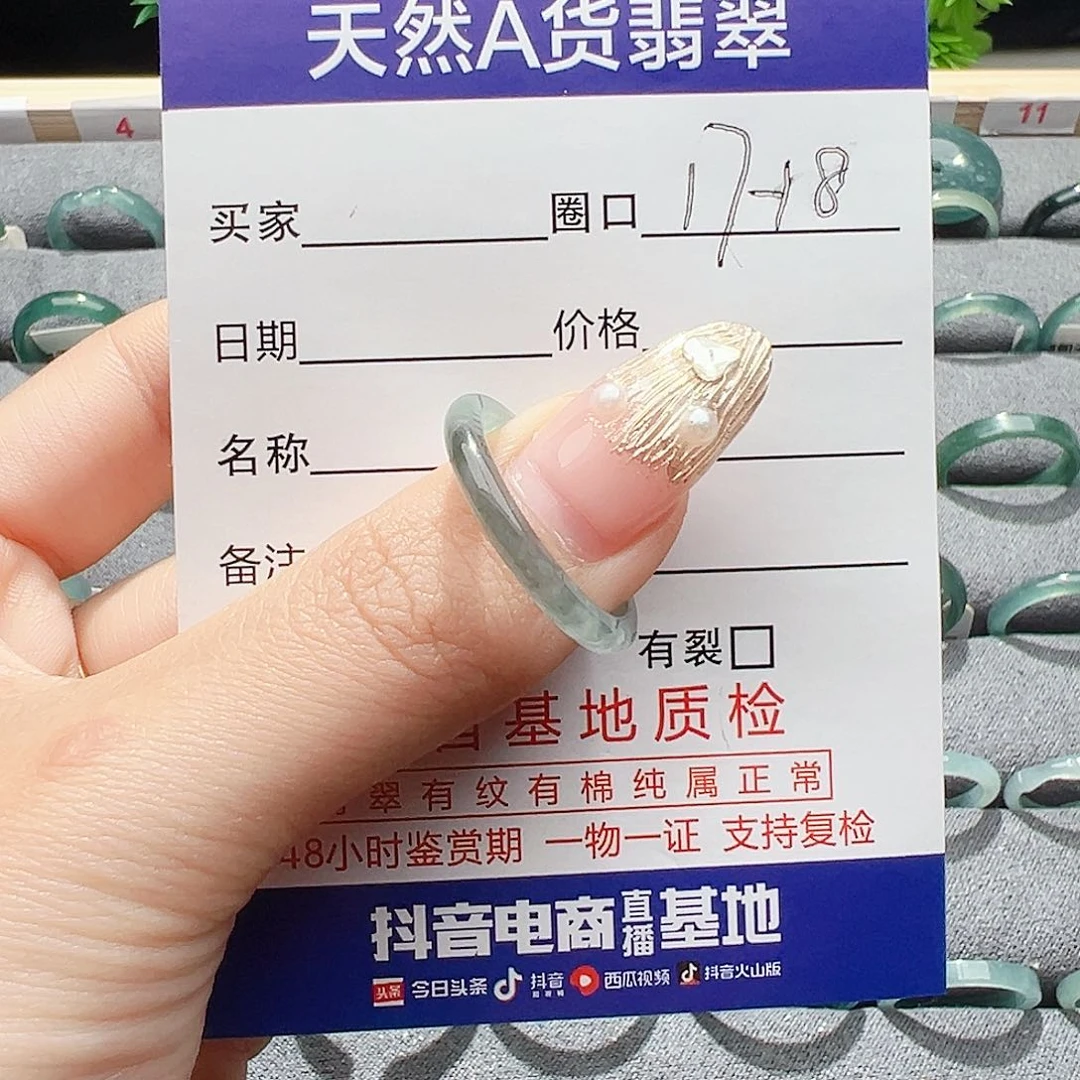 天然A货翡翠
4
11
买家 圈口 17-18
日期 价格
名称
备注
有裂□
基地质检
翠有纹有棉纯属正常
48小时鉴赏期 一物一证 支持复检
抖音电商直播基地
头条 今日头条 抖音 西瓜视频 抖音火山版